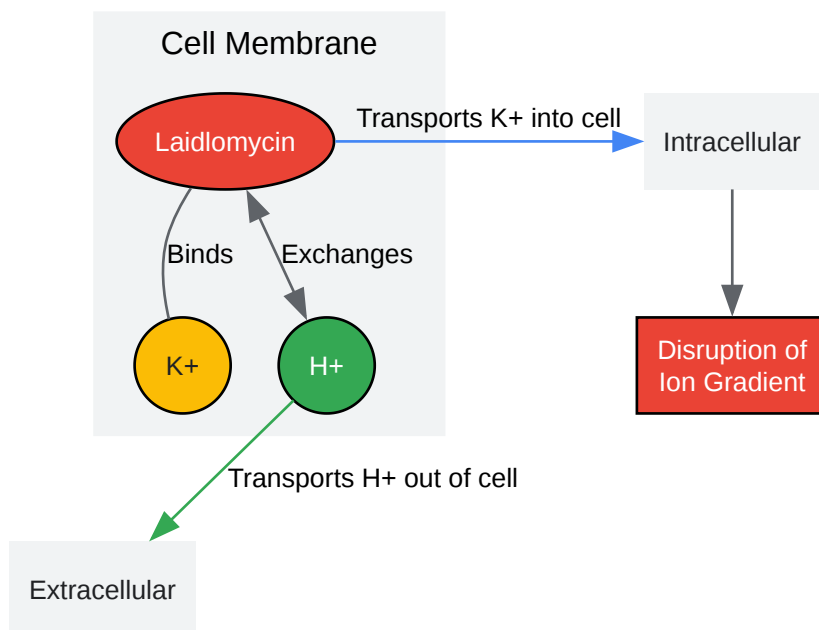 Cell Membrane
Laidlomycin
Transports K+ into cell
Intracellular
Binds
Exchanges
K+
H+
Disruption of
Ion Gradient
Transports H+ out of cell
Extracellular